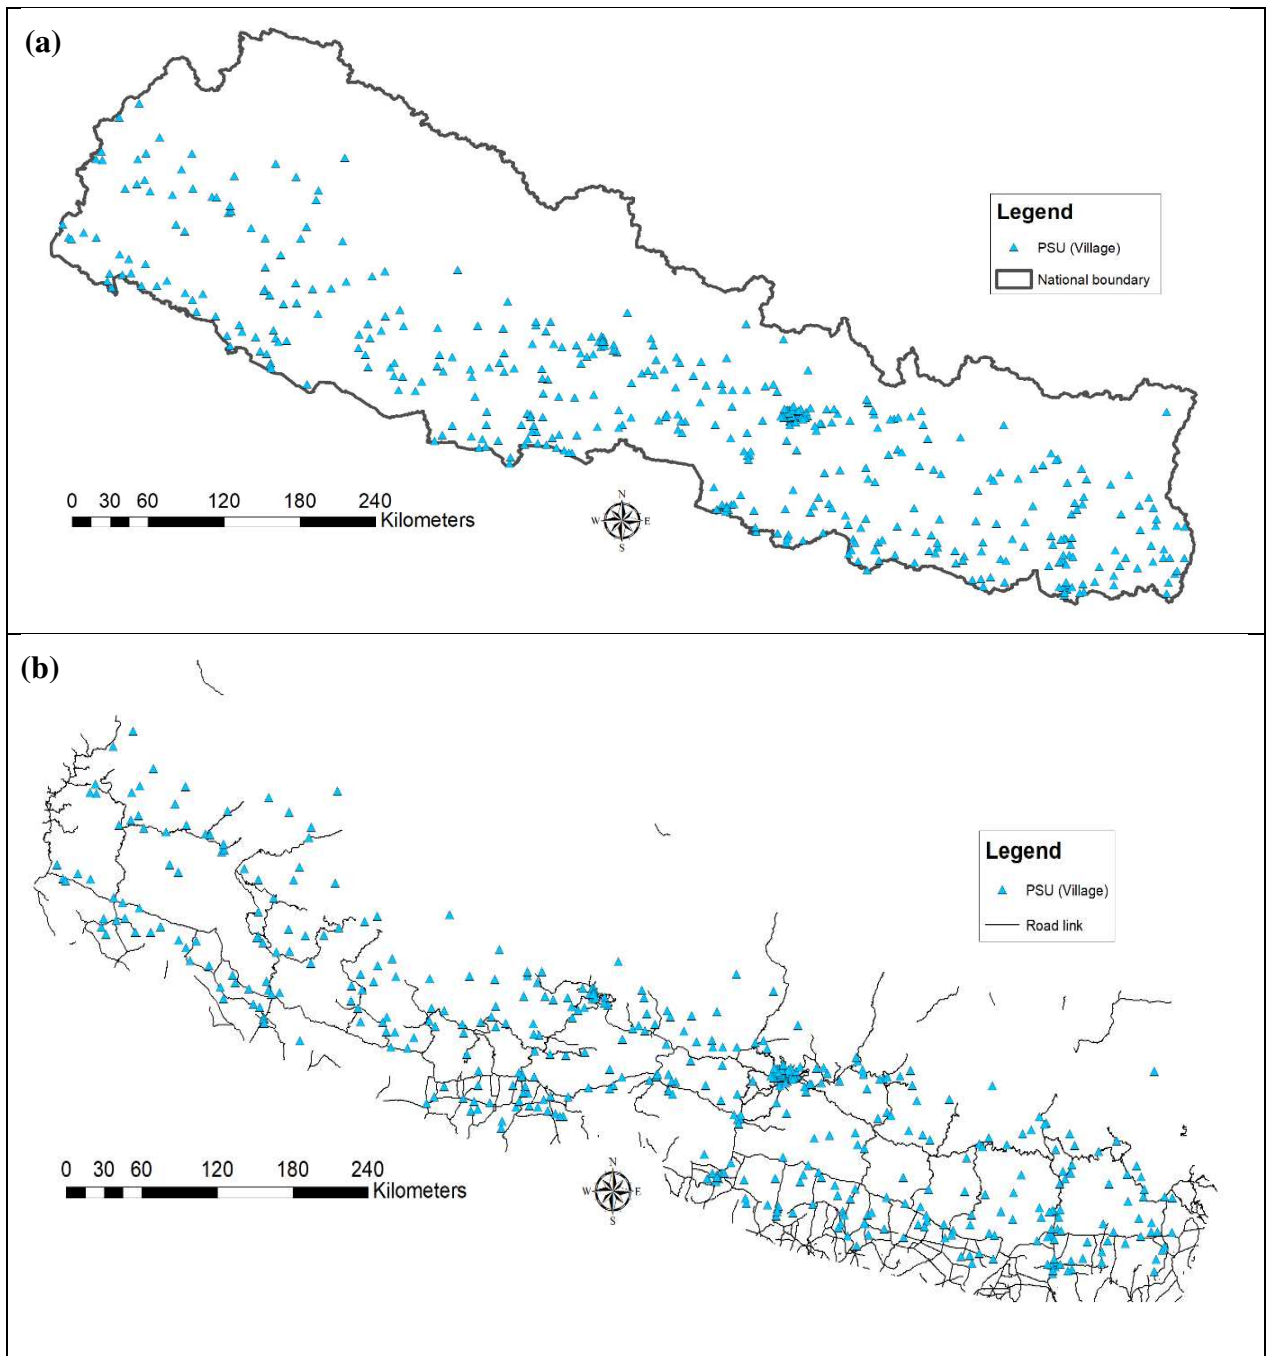 (a)
Legend
PSU (Village)
National boundary
0 30 60 120 180 240
Kilometers
N
W E
S
(b)
Legend
PSU (Village)
Road link
0 30 60 120 180 240
Kilometers
N
W E
S